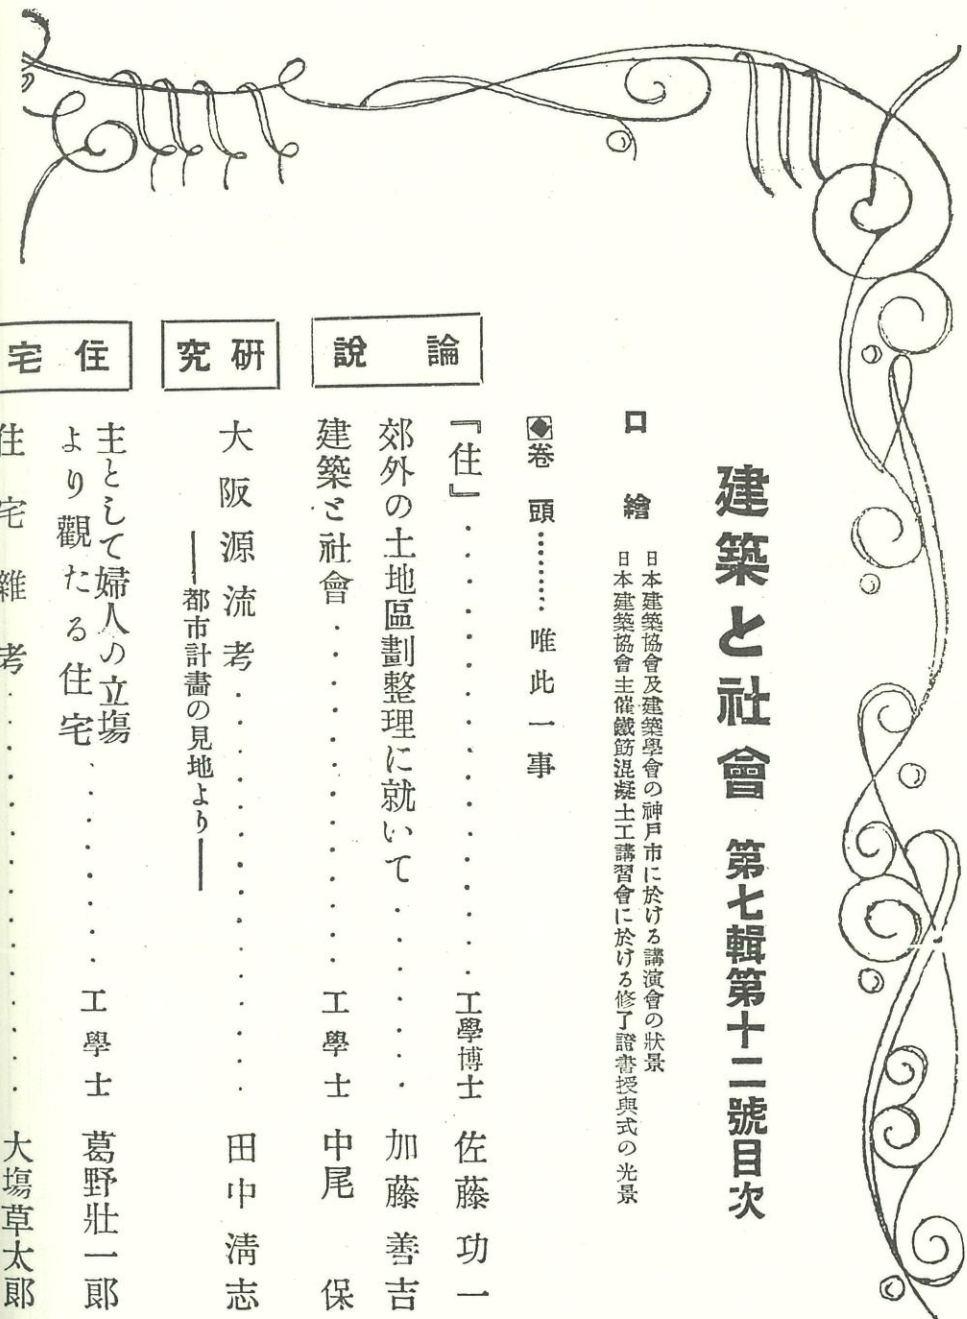 建築と社會 第七輯第十二號目次
口繪
日本建築協會及建築學會の神戸市に於ける講演會の狀景
日本建築協會主催鐵筋混凝土工講習會に於ける修了證書授與式の光景
卷頭………唯此一事
論說
『住』..........工學博士 佐藤功一
郊外の土地區劃整理に就いて.......加藤善吉
建築と社會.............工學士 中尾保
研究
大阪源流考...............田中淸志
――都市計畫の見地より――
住宅
主として婦人の立塲
より觀たる住宅.......工學士 葛野壯一郞
住宅雜考...............大塲草太郞